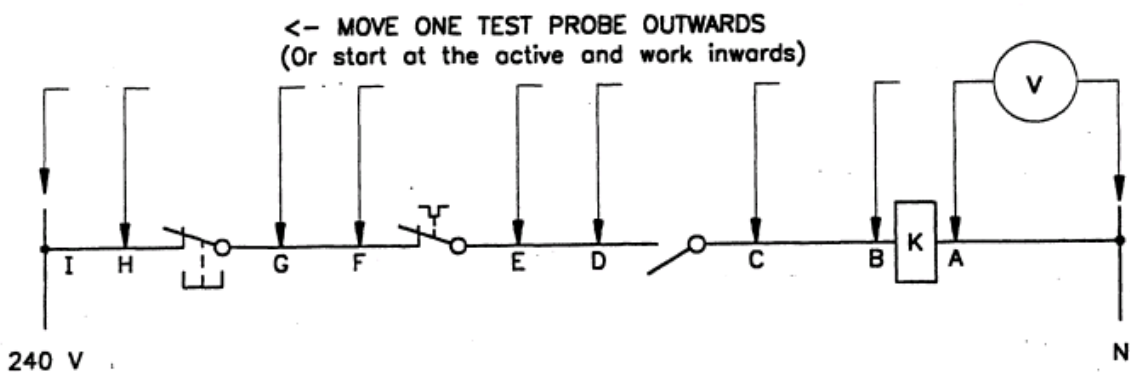 <- MOVE ONE TEST PROBE OUTWARDS
(Or start at the active and work inwards)
V
I H G F E D C B K A
240 V N